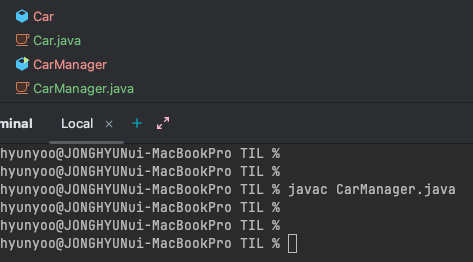 Car
Car.java
CarManager
CarManager.java
minal Local × +
hyunyoo@JONGHYUNui-MacBookPro TIL %
hyunyoo@JONGHYUNui-MacBookPro TIL %
hyunyoo@JONGHYUNui-MacBookPro TIL % javac CarManager.java
hyunyoo@JONGHYUNui-MacBookPro TIL %
hyunyoo@JONGHYUNui-MacBookPro TIL %
hyunyoo@JONGHYUNui-MacBookPro TIL %